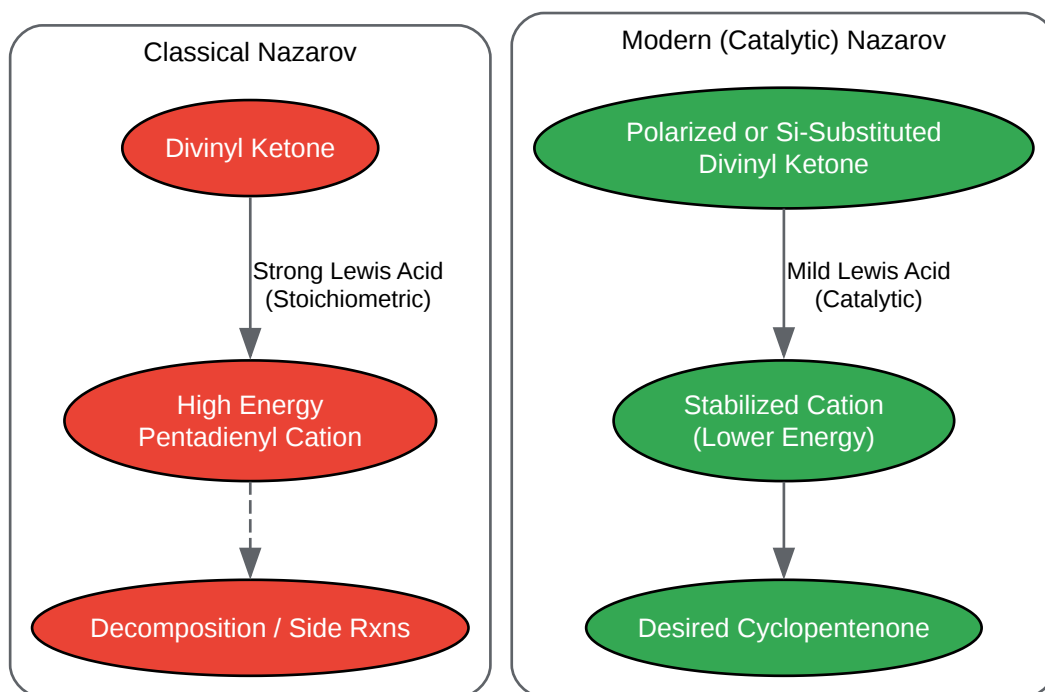 Classical Nazarov
Divinyl Ketone
Strong Lewis Acid
(Stoichiometric)
High Energy
Pentadienyl Cation
Decomposition / Side Rxns
Modern (Catalytic) Nazarov
Polarized or Si-Substituted
Divinyl Ketone
Mild Lewis Acid
(Catalytic)
Stabilized Cation
(Lower Energy)
Desired Cyclopentenone